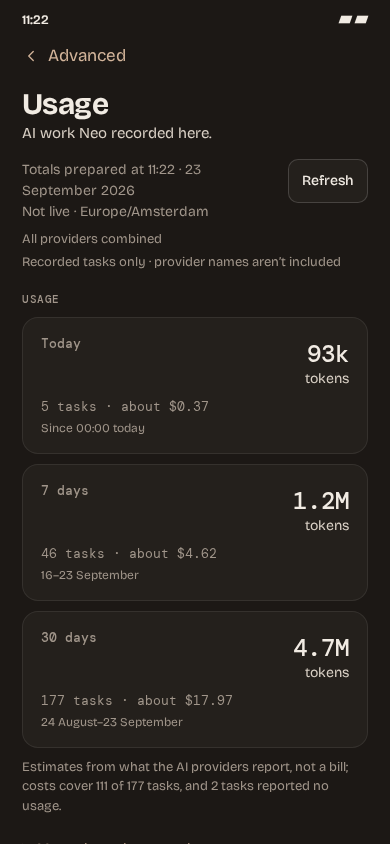 11:22
Advanced
Usage
AI work Neo recorded here.
Totals prepared at 11:22 · 23
September 2026
Not live · Europe/Amsterdam
Refresh
All providers combined
Recorded tasks only · provider names aren't included
USAGE
Today
93k
tokens
5 tasks · about $0.37
Since 00:00 today
7 days
1.2M
tokens
46 tasks · about $4.62
16–23 September
30 days
4.7M
tokens
177 tasks · about $17.97
24 August–23 September
Estimates from what the AI providers report, not a bill;
costs cover 111 of 177 tasks, and 2 tasks reported no
usage.